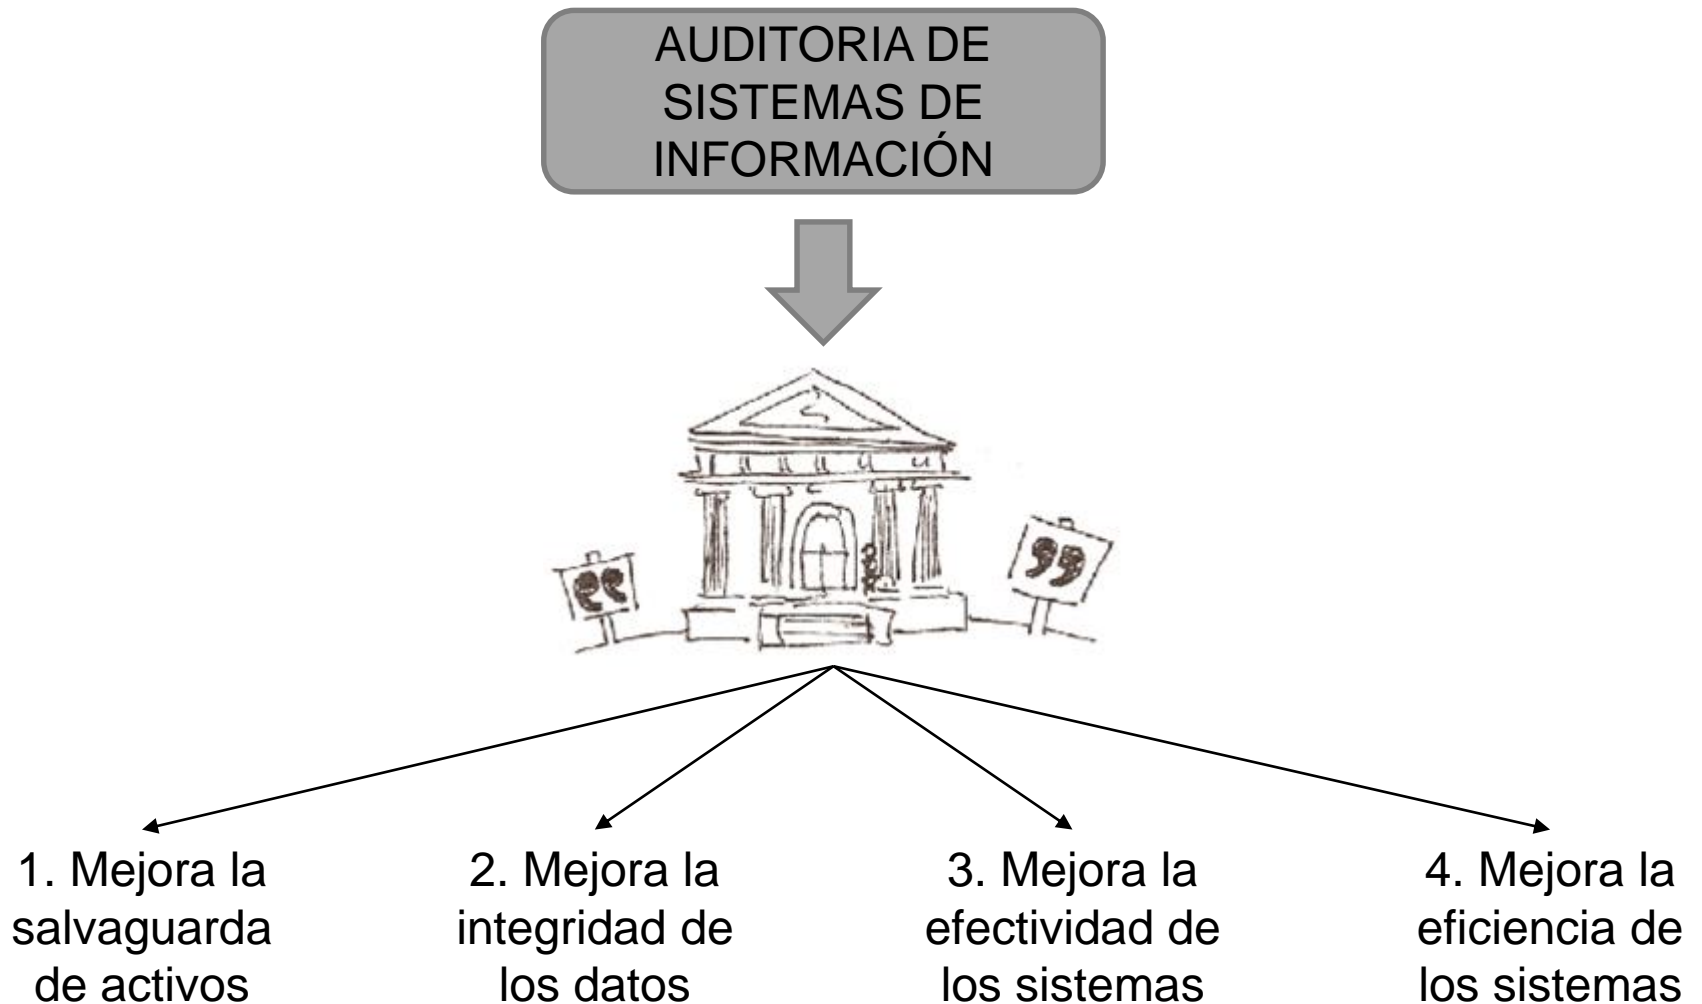 AUDITORIA DE
SISTEMAS DE
INFORMACIÓN
1. Mejora la
salvaguarda
de activos
2. Mejora la
integridad de
los datos
3. Mejora la
efectividad de
los sistemas
4. Mejora la
eficiencia de
los sistemas